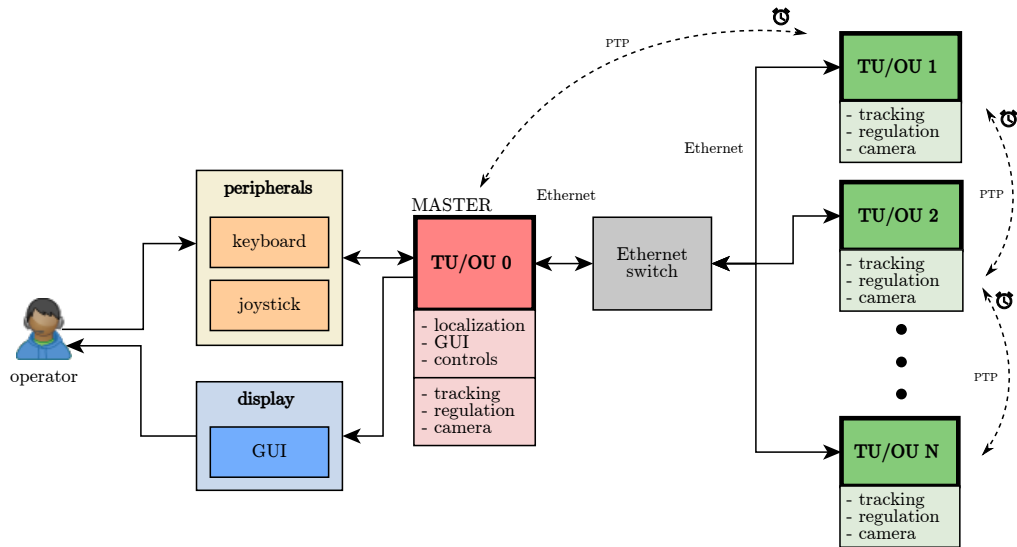 operator
peripherals
keyboard
joystick
display
GUI
MASTER
TU/OU 0
- localization
- GUI
- controls
- tracking
- regulation
- camera
Ethernet
Ethernet
switch
PTP
Ethernet
TU/OU 1
- tracking
- regulation
- camera
PTP
TU/OU 2
- tracking
- regulation
- camera
PTP
TU/OU N
- tracking
- regulation
- camera